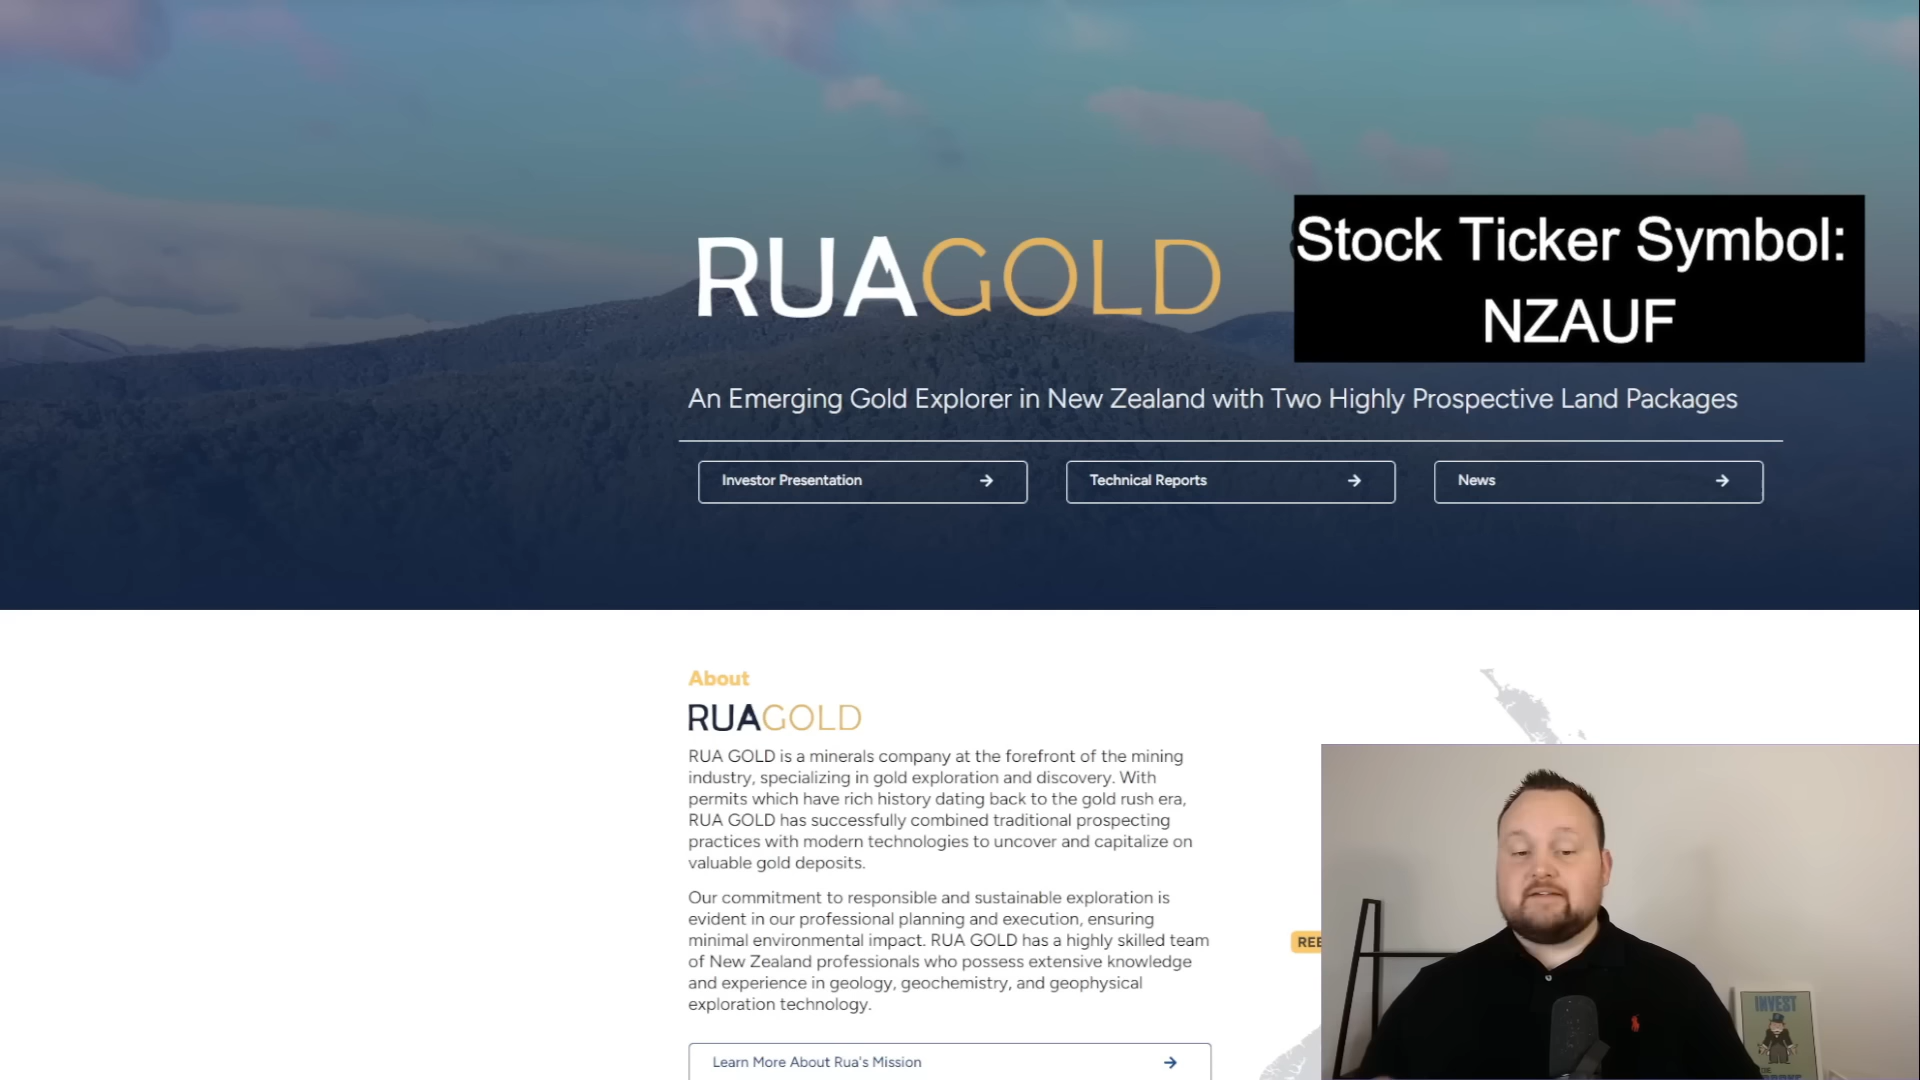 RUAGOLD
Stock Ticker Symbol:
NZAUF
An Emerging Gold Explorer in New Zealand with Two Highly Prospective Land Packages
Investor Presentation
Technical Reports
News
About
RUAGOLD
RUA GOLD is a minerals company at the forefront of the mining
industry, specializing in gold exploration and discovery. With
permits which have rich history dating back to the gold rush era,
RUA GOLD has successfully combined traditional prospecting
practices with modern technologies to uncover and capitalize on
valuable gold deposits.
Our commitment to responsible and sustainable exploration is
evident in our professional planning and execution, ensuring
minimal environmental impact. RUA GOLD has a highly skilled team
of New Zealand professionals who possess extensive knowledge
and experience in geology, geochemistry, and geophysical
exploration technology.
Learn More About Rua's Mission
REE
INVEST